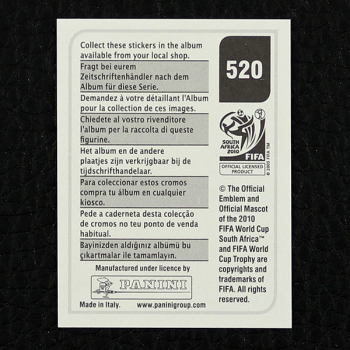 Collect these stickers in the album
available from your local shop.
Fragt bei eurem
Zeitschriftenhändler nach dem
Album für diese Serie.
Demandez à votre détaillant l'Album
pour la collection de ces images.
Chiedete al vostro rivenditore
l'album per la raccolta di queste
figurine.
Het album en de andere
plaatjes zijn verkrijgbaar bij de
tijdschrifthandelaar.
Para coleccionar estos cromos
compra tu álbum en cualquier
kiosco.
Pede a caderneta desta colecção
de cromos no teu ponto de venda
habitual.
Bayinizden aldığınız albümü bu
çıkartmalar ile tamamlayın.
Manufactured under licence by
PANINI
Made in Italy. www.paninigroup.com
520
SOUTH AFRICA
2010
FIFA
OFFICIAL LICENSED
PRODUCT
© 2005 FIFA TM
© The Official
Emblem and
Official Mascot
of the 2010
FIFA World Cup
South Africa™
and FIFA World
Cup Trophy are
copyrights and
trademarks of
FIFA. All rights
reserved.